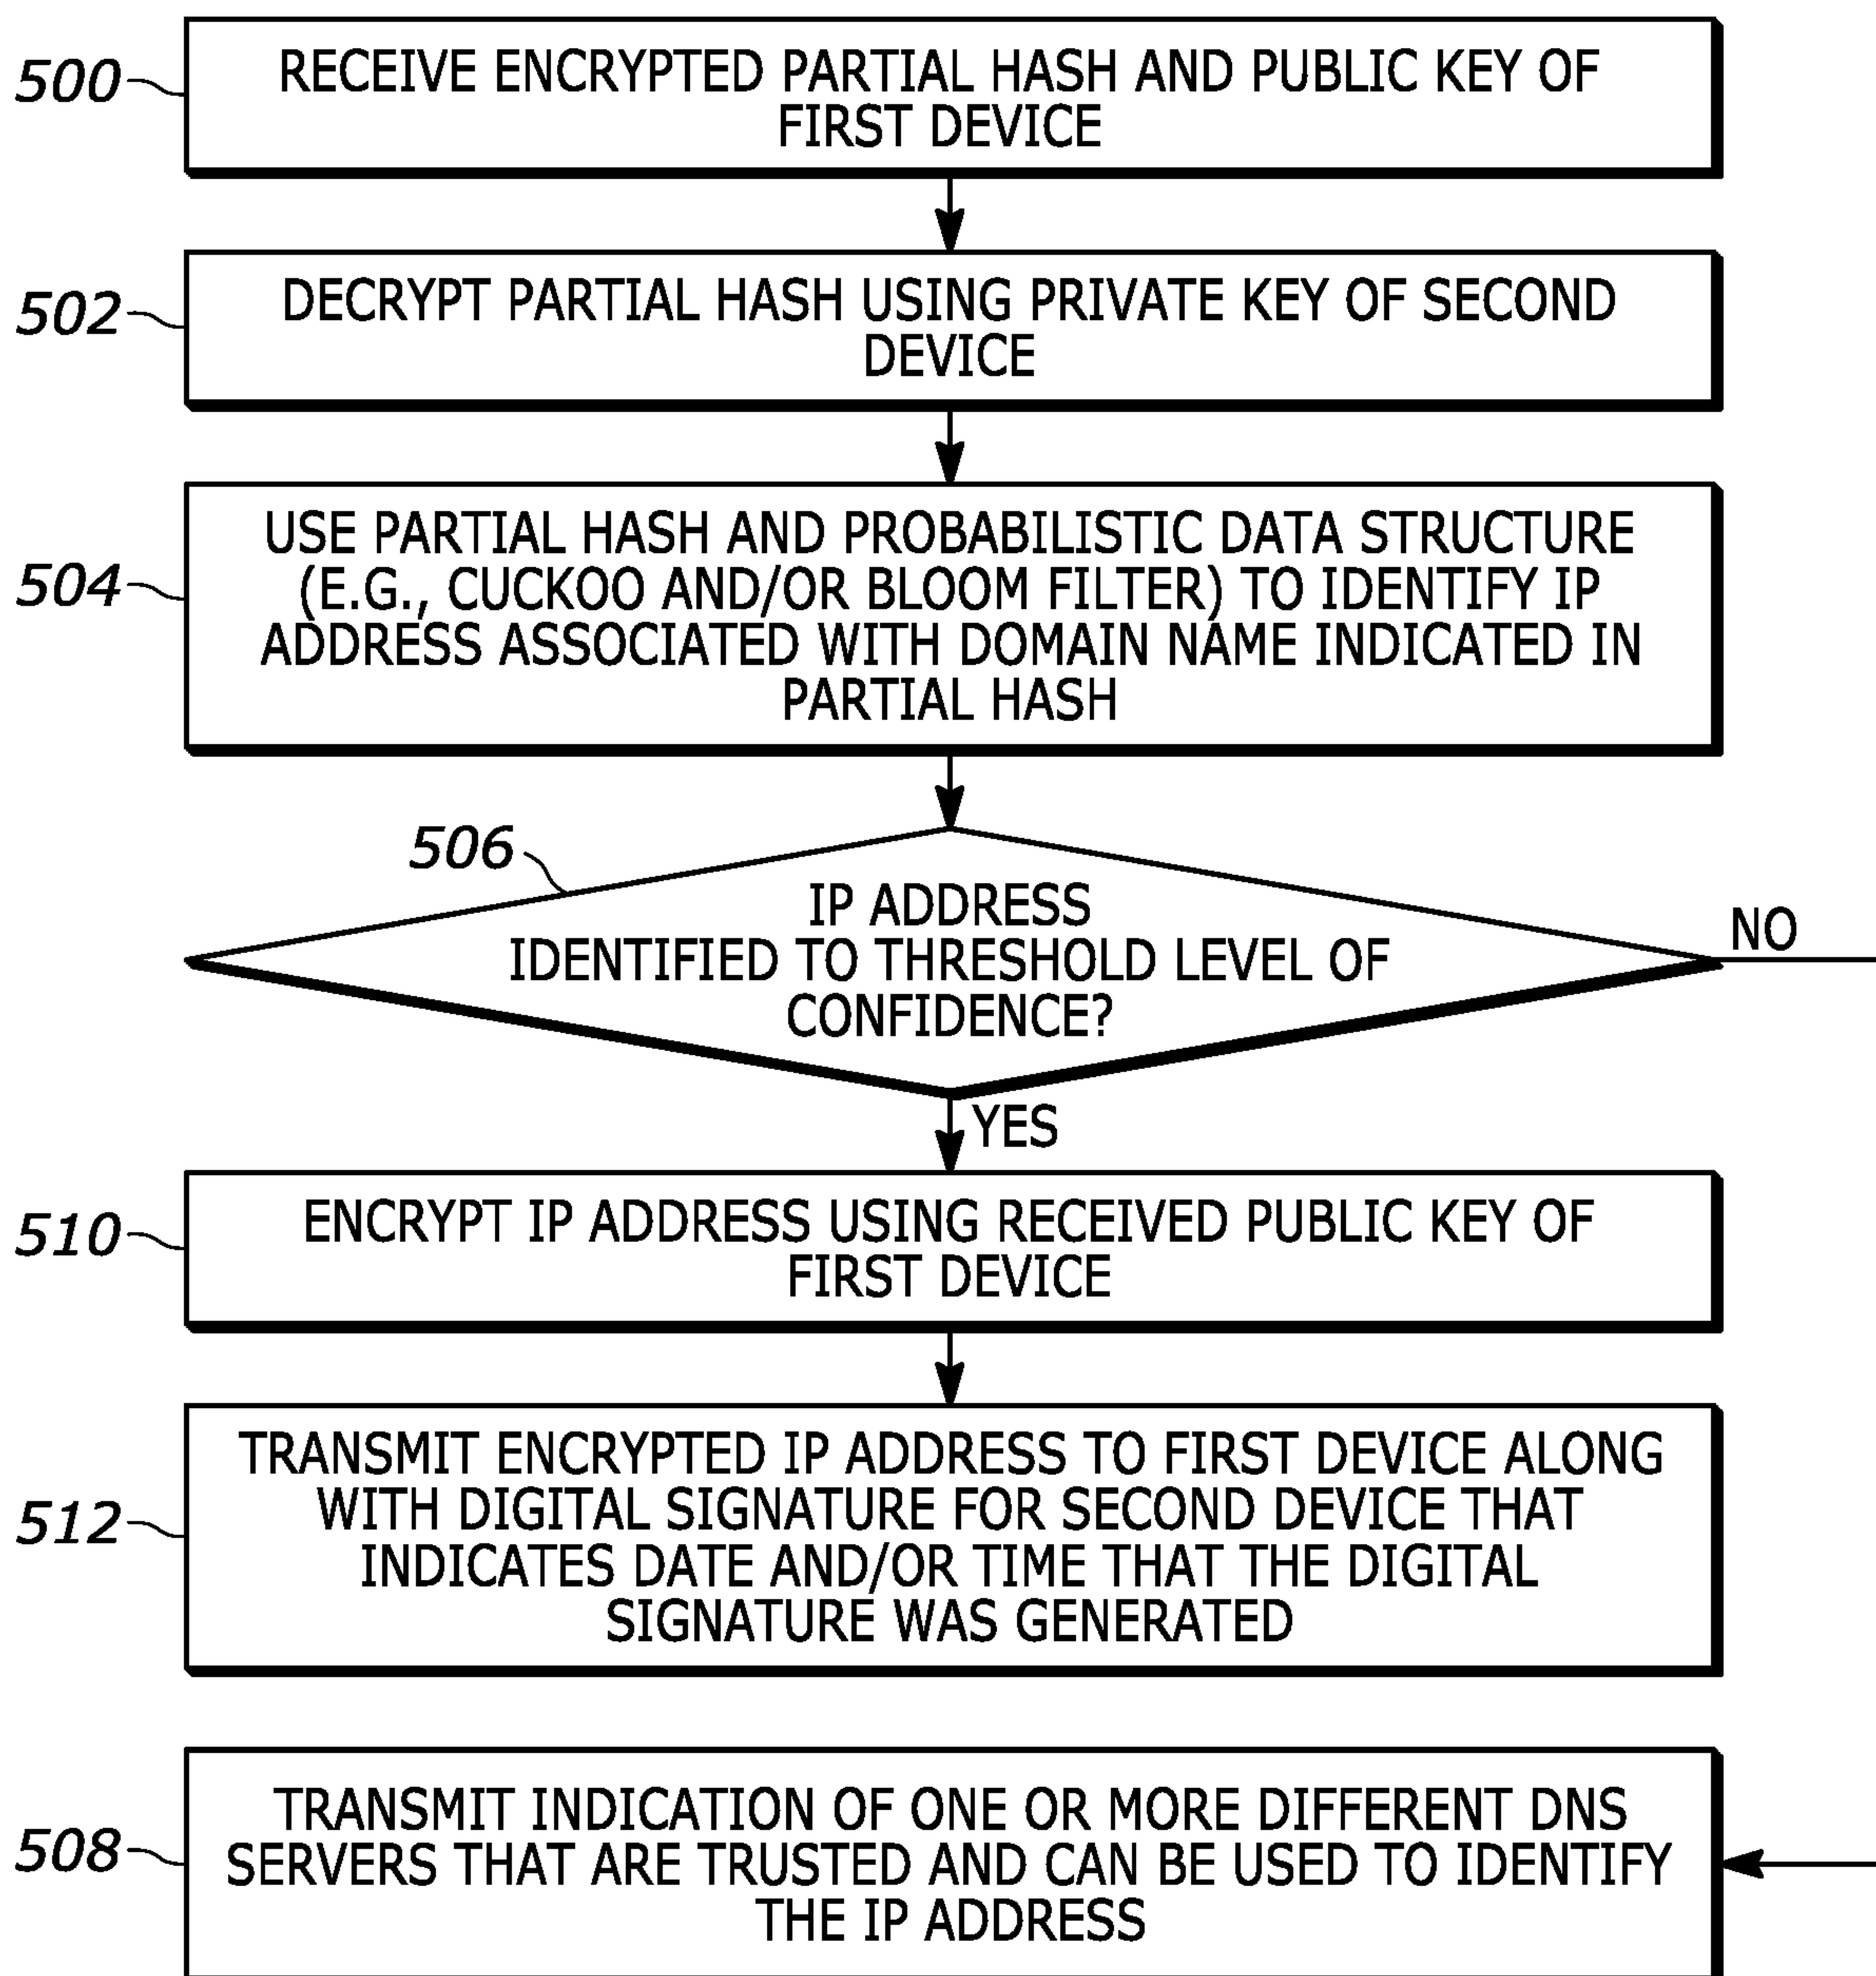 500
RECEIVE ENCRYPTED PARTIAL HASH AND PUBLIC KEY OF
FIRST DEVICE
502
DECRYPT PARTIAL HASH USING PRIVATE KEY OF SECOND
DEVICE
504
USE PARTIAL HASH AND PROBABILISTIC DATA STRUCTURE
(E.G., CUCKOO AND/OR BLOOM FILTER) TO IDENTIFY IP
ADDRESS ASSOCIATED WITH DOMAIN NAME INDICATED IN
PARTIAL HASH
506
IP ADDRESS
IDENTIFIED TO THRESHOLD LEVEL OF
CONFIDENCE?
NO
YES
510
ENCRYPT IP ADDRESS USING RECEIVED PUBLIC KEY OF
FIRST DEVICE
512
TRANSMIT ENCRYPTED IP ADDRESS TO FIRST DEVICE ALONG
WITH DIGITAL SIGNATURE FOR SECOND DEVICE THAT
INDICATES DATE AND/OR TIME THAT THE DIGITAL
SIGNATURE WAS GENERATED
508
TRANSMIT INDICATION OF ONE OR MORE DIFFERENT DNS
SERVERS THAT ARE TRUSTED AND CAN BE USED TO IDENTIFY
THE IP ADDRESS